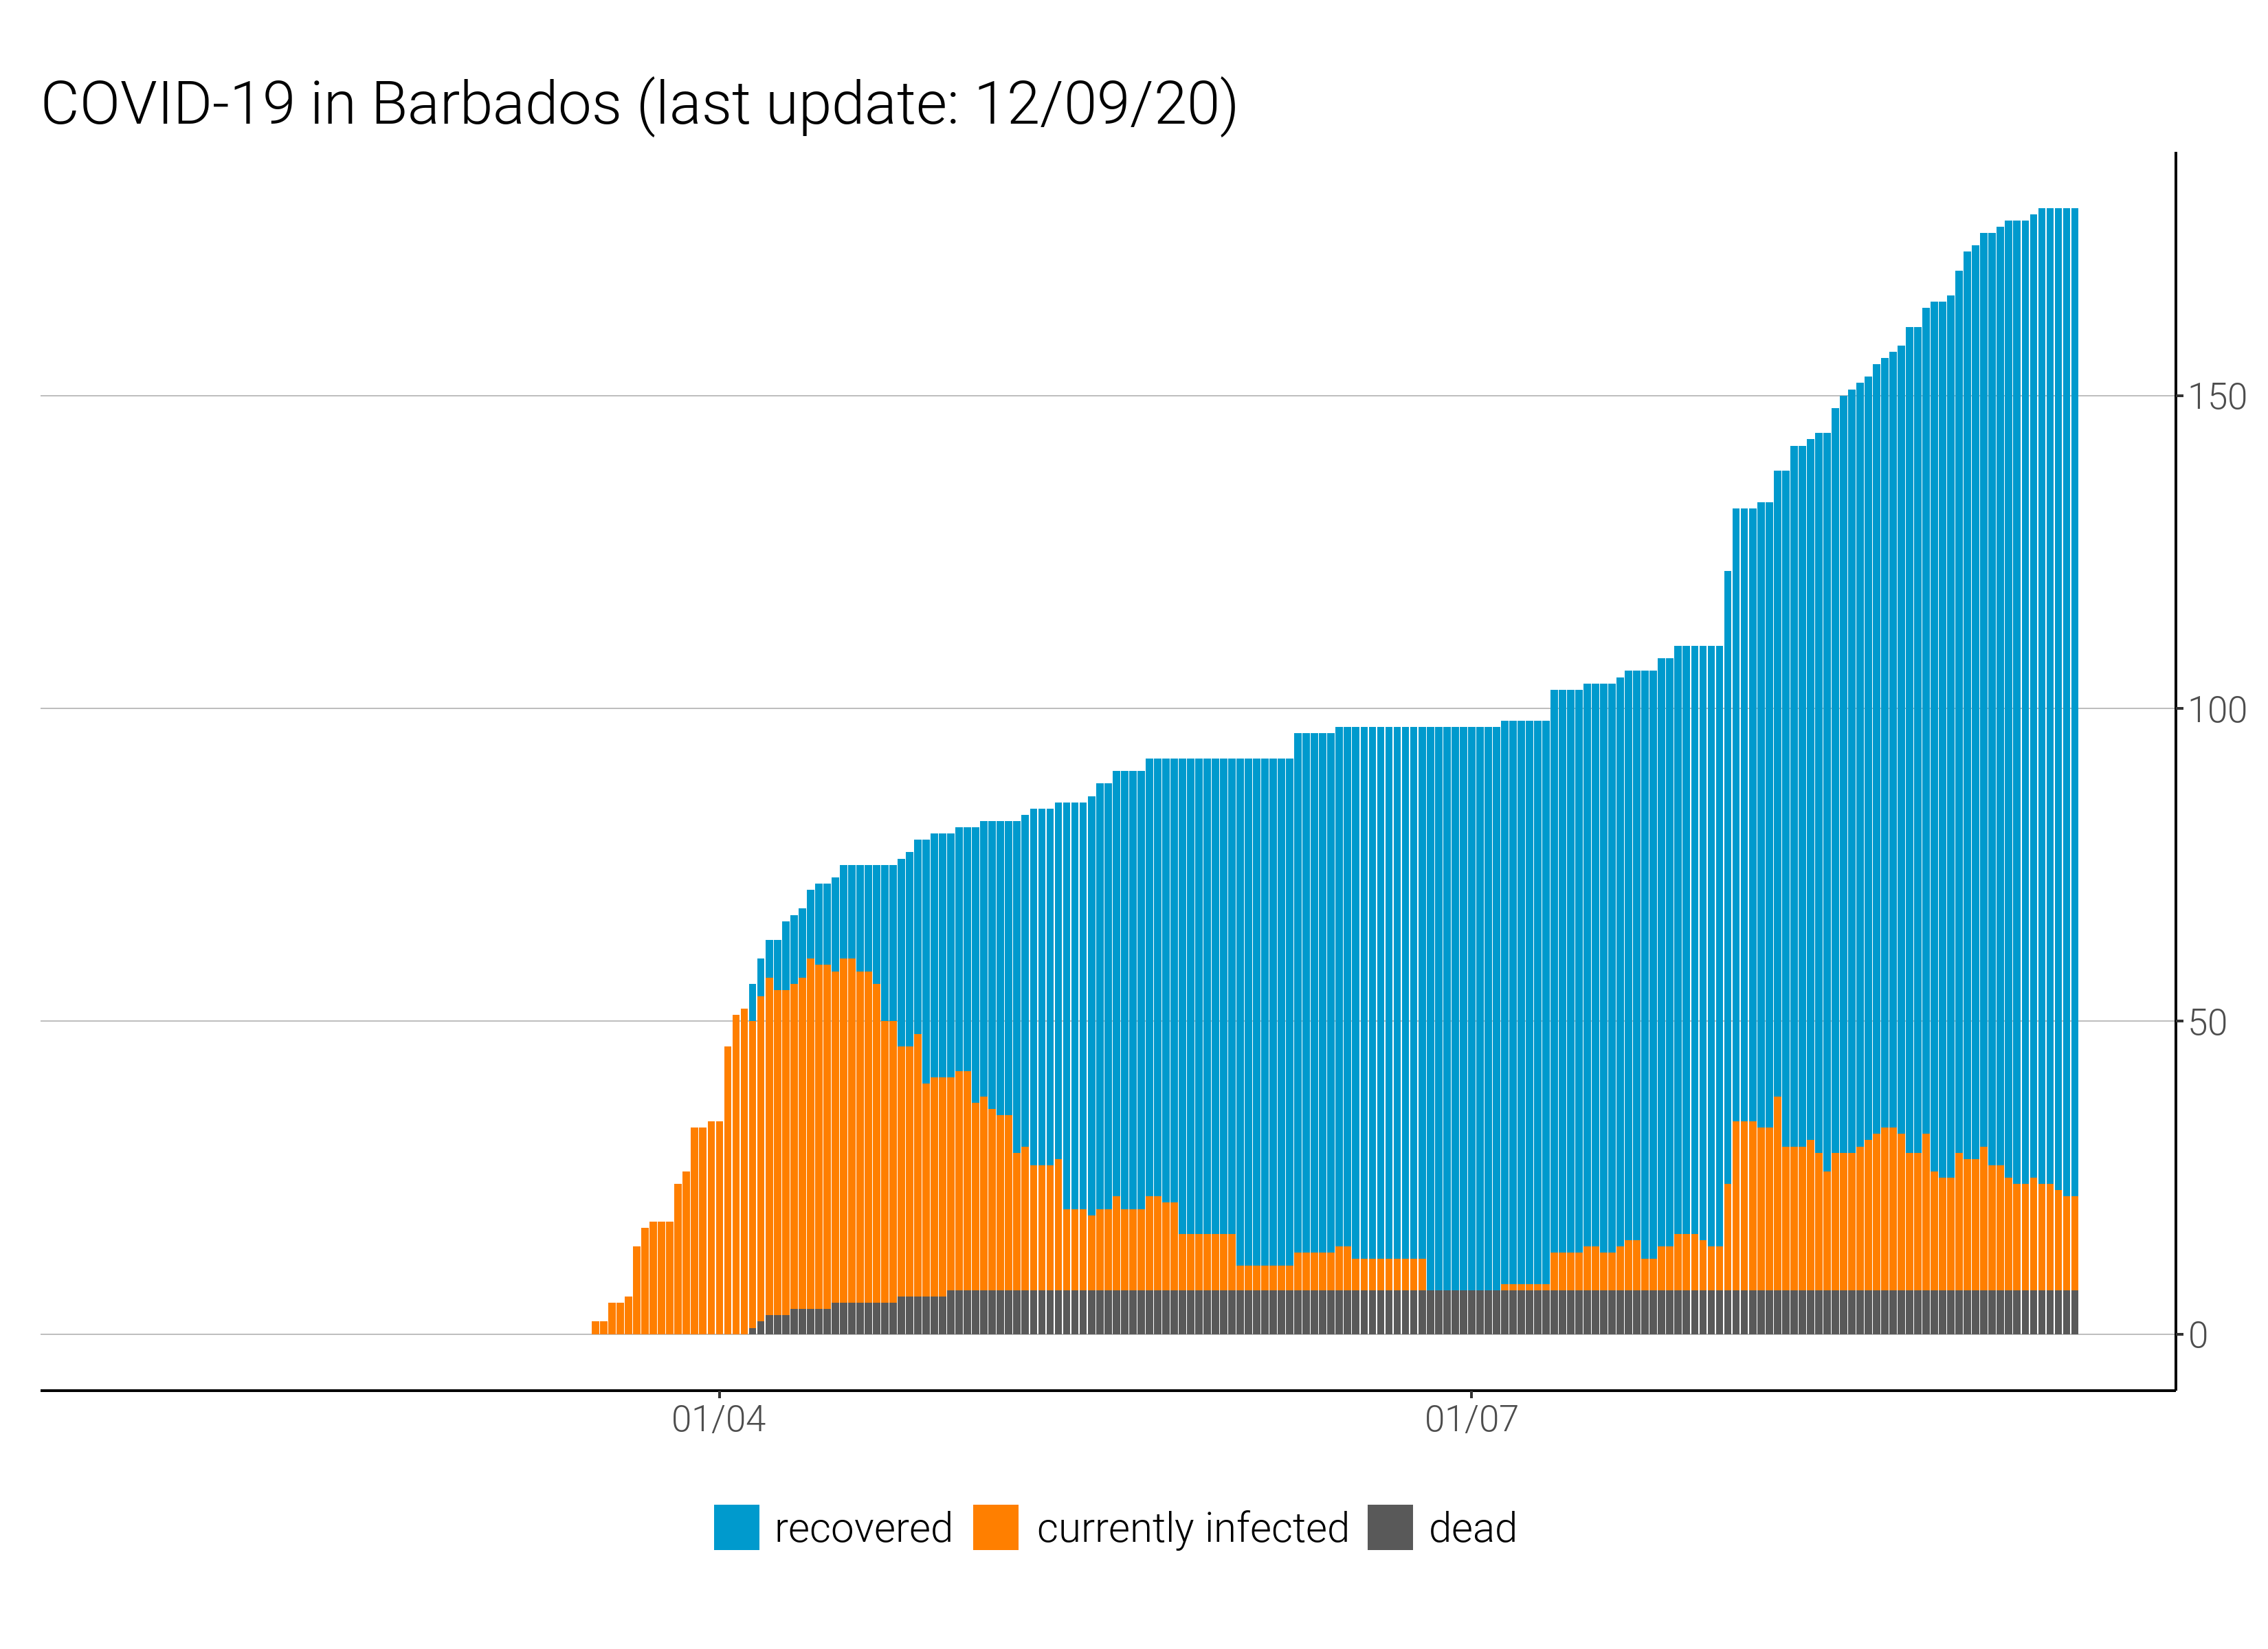 COVID-19 in Barbados (last update: 12/09/20)
150
100
50
0
01/04 01/07
recovered currently infected dead